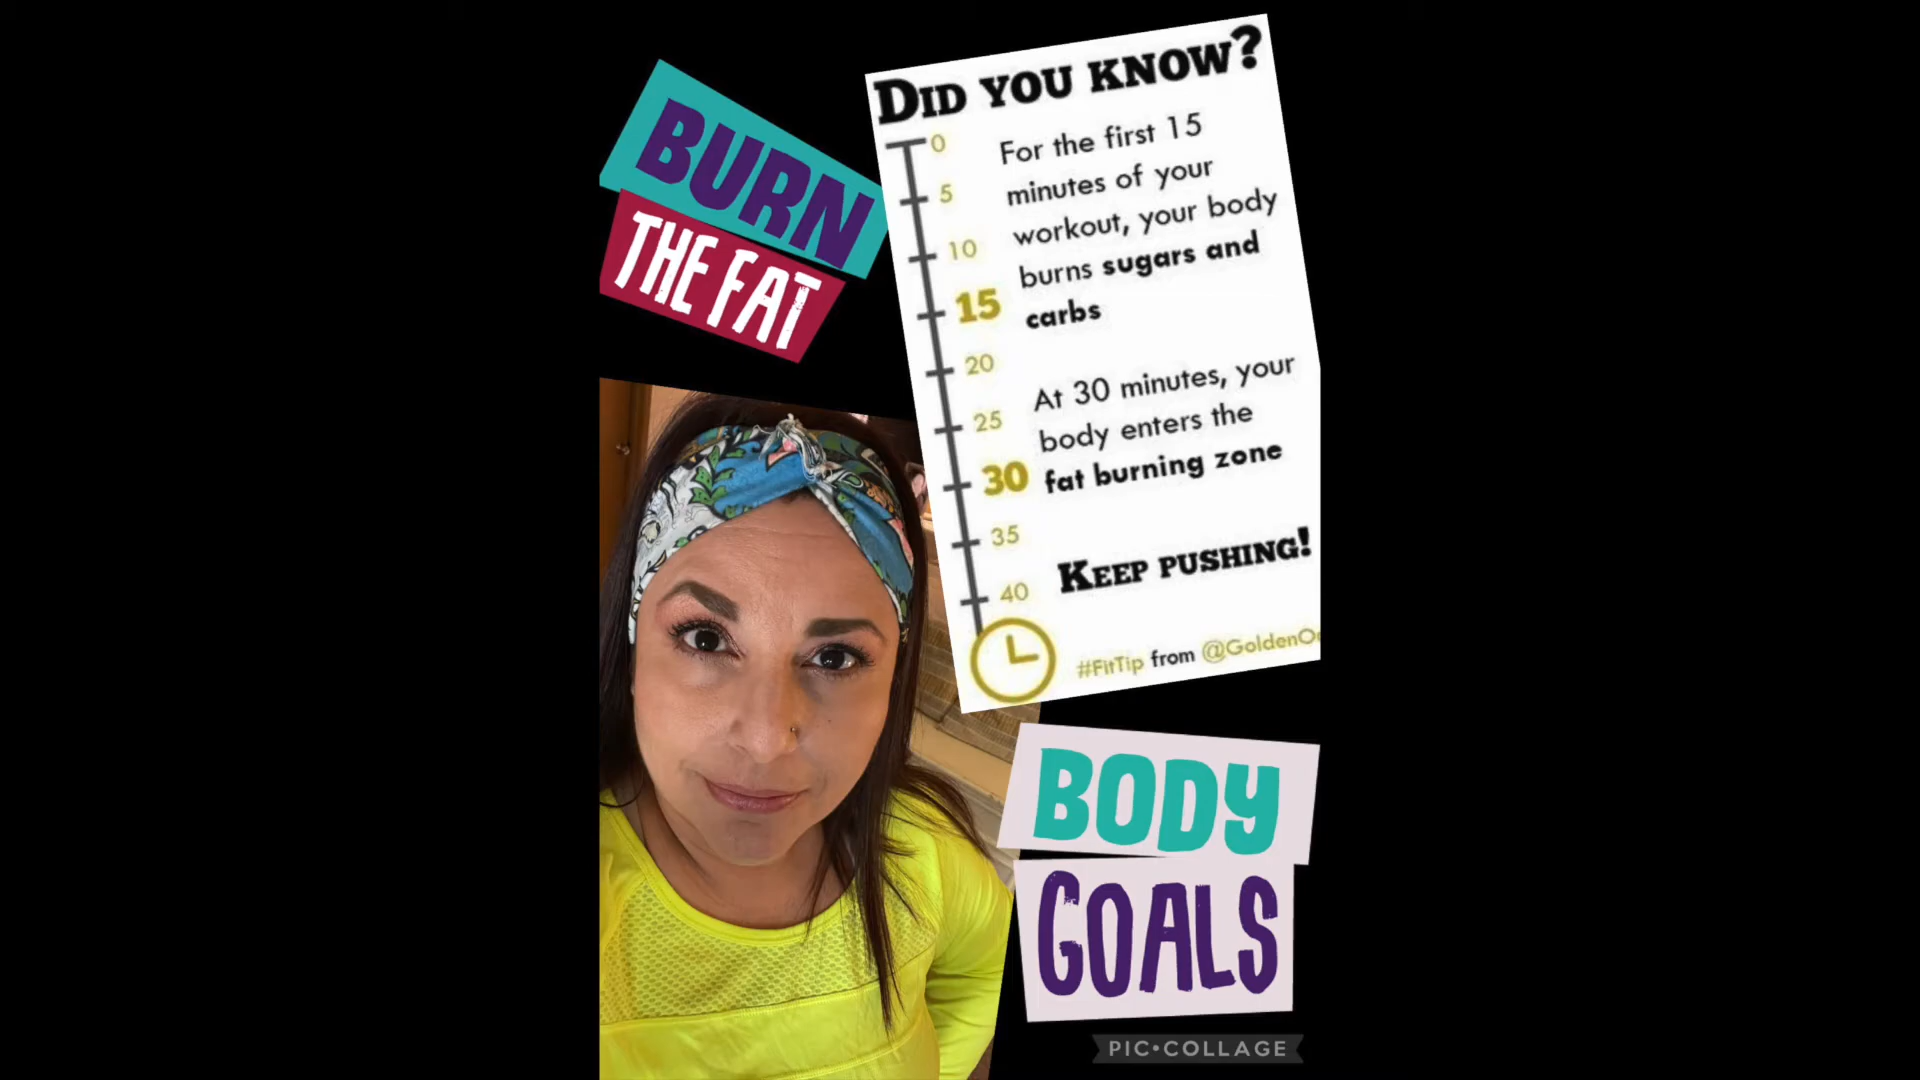 BURN
THE FAT
DID YOU KNOW?
0
5
10
15
20
25
30
35
40
For the first 15
minutes of your
workout, your body
burns sugars and
carbs
At 30 minutes, your
body enters the
fat burning zone
KEEP PUSHING!
#FitTip from @GoldenO
BODY
GOALS
PIC•COLLAGE